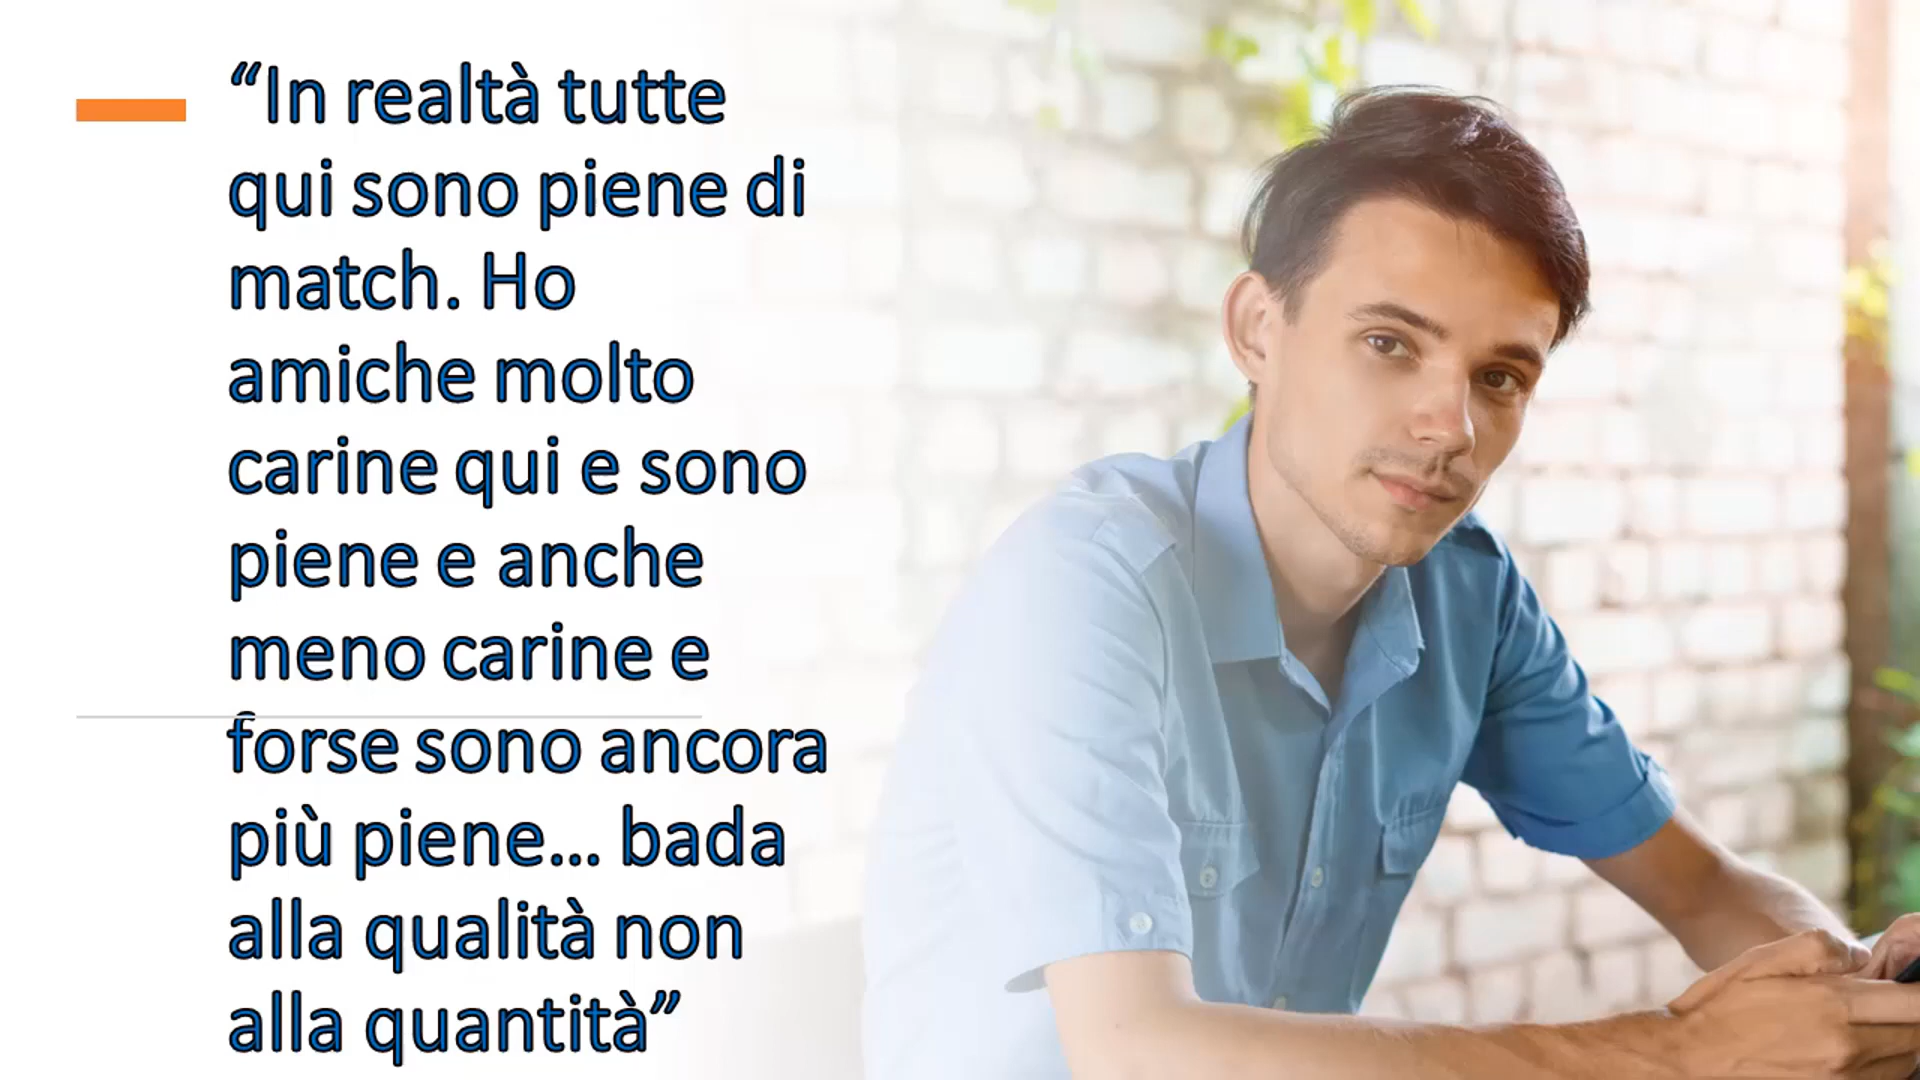 “In realtà tutte
qui sono piene di
match. Ho
amiche molto
carine qui e sono
piene e anche
meno carine e
forse sono ancora
più piene... bada
alla qualità non
alla quantità”